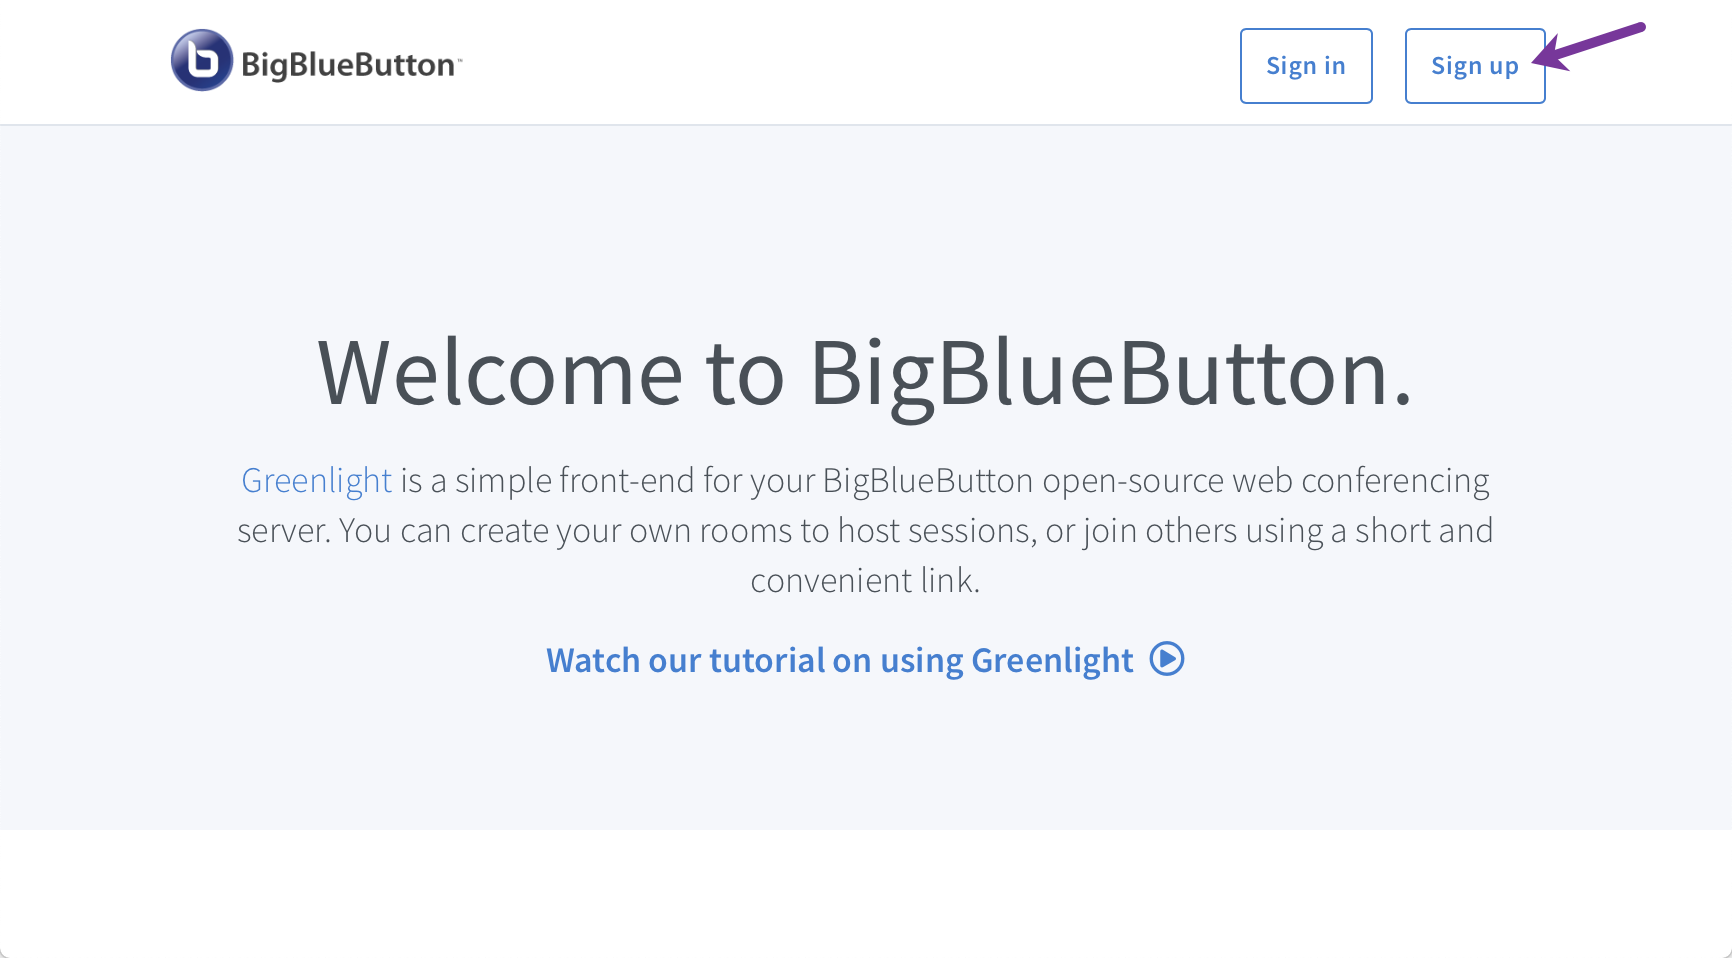 BigBlueButton™
Sign in
Sign up
Welcome to BigBlueButton.
Greenlight is a simple front-end for your BigBlueButton open-source web conferencing
server. You can create your own rooms to host sessions, or join others using a short and
convenient link.
Watch our tutorial on using Greenlight